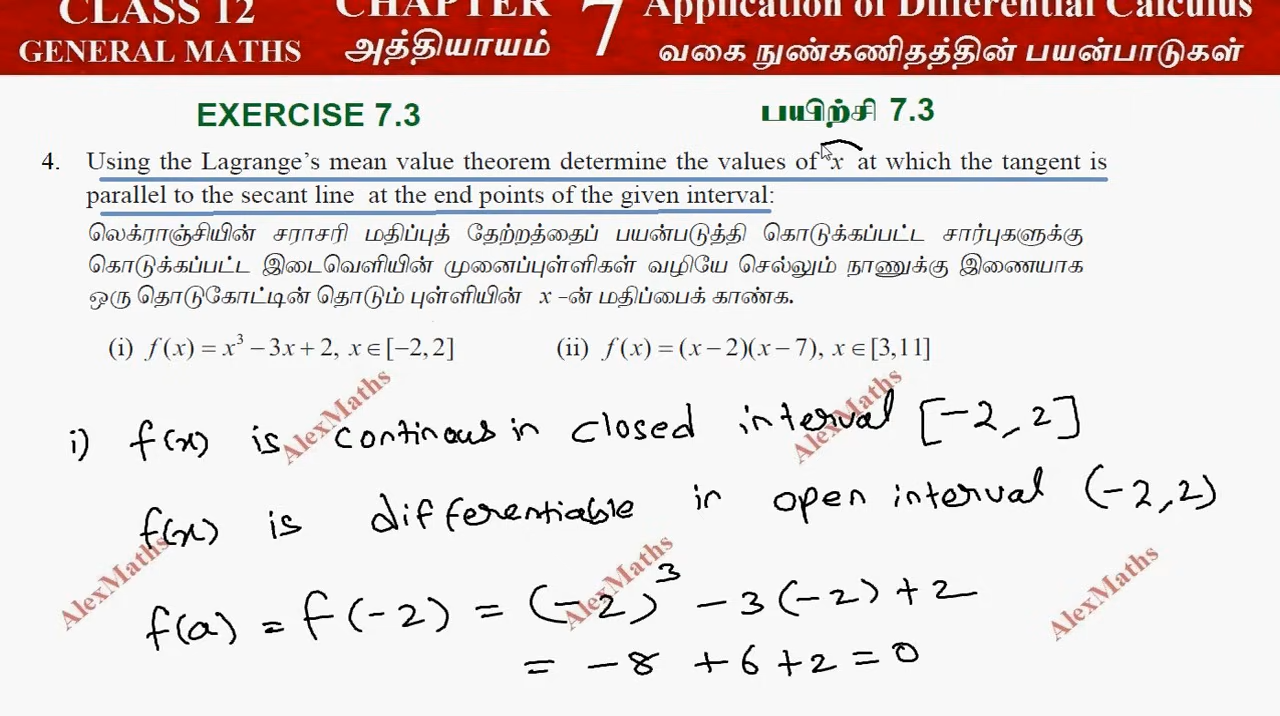 CLASS 12 CHAPTER 7 Application of Differential Calculus
GENERAL MATHS அத்தியாயம் வகை நுண்கணிதத்தின் பயன்பாடுகள்
EXERCISE 7.3 பயிற்சி 7.3
4. Using the Lagrange's mean value theorem determine the values of x at which the tangent is
parallel to the secant line at the end points of the given interval:
லெக்ராஞ்சியின் சராசரி மதிப்புத் தேற்றத்தைப் பயன்படுத்தி கொடுக்கப்பட்ட சார்புகளுக்கு
கொடுக்கப்பட்ட இடைவெளியின் முனைப்புள்ளிகள் வழியே செல்லும் நாணுக்கு இணையாக
ஒரு தொடுகோட்டின் தொடும் புள்ளியின் x -ன் மதிப்பைக் காண்க.
(i) f(x) = x³ − 3x + 2, x ∈ [−2, 2] (ii) f(x) = (x − 2)(x − 7), x ∈ [3, 11]
AlexMaths AlexMaths
i) f(x) is continous in closed interval [-2, 2]
f(x) is differentiable in open interval (-2, 2)
AlexMaths AlexMaths AlexMaths
f(a) = f(-2) = (-2)³ - 3(-2) + 2
= -8 + 6 + 2 = 0